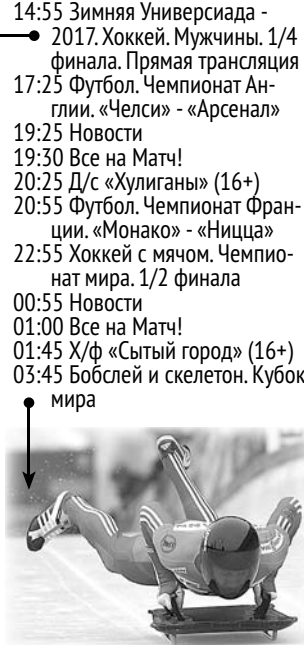 14:55 Зимняя Универсиада -
2017. Хоккей. Мужчины. 1/4
финала. Прямая трансляция
17:25 Футбол. Чемпионат Ан-
глии. «Челси» - «Арсенал»
19:25 Новости
19:30 Все на Матч!
20:25 Д/с «Хулиганы» (16+)
20:55 Футбол. Чемпионат Фран-
ции. «Монако» - «Ницца»
22:55 Хоккей с мячом. Чемпио-
нат мира. 1/2 финала
00:55 Новости
01:00 Все на Матч!
01:45 Х/ф «Сытый город» (16+)
03:45 Бобслей и скелетон. Кубок
мира